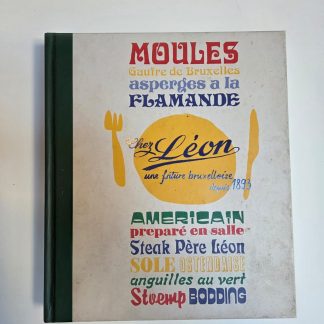 MOULES
Gaufre de Bruxelles
asperges a la
FLAMANDE
chez Léon
une friture bruxelloise
depuis 1893
AMERICAIN
preparé en salle
Steak Père Léon
SOLE OSTENDAISE
anguilles au vert
Stoemp BODDING